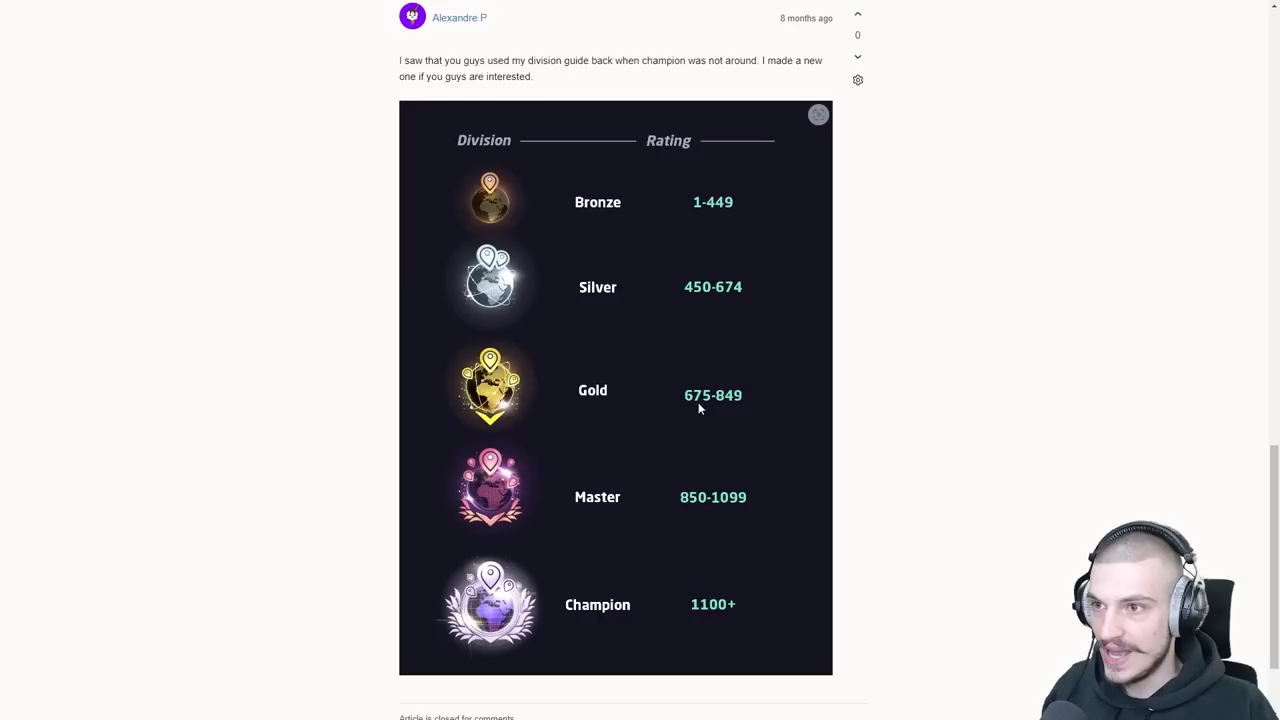 Alexandre P
8 months ago
0
I saw that you guys used my division guide back when champion was not around. I made a new
one if you guys are interested.
Division Rating
Bronze 1-449
Silver 450-674
Gold 675-849
Master 850-1099
Champion 1100+
Article is closed for comments.